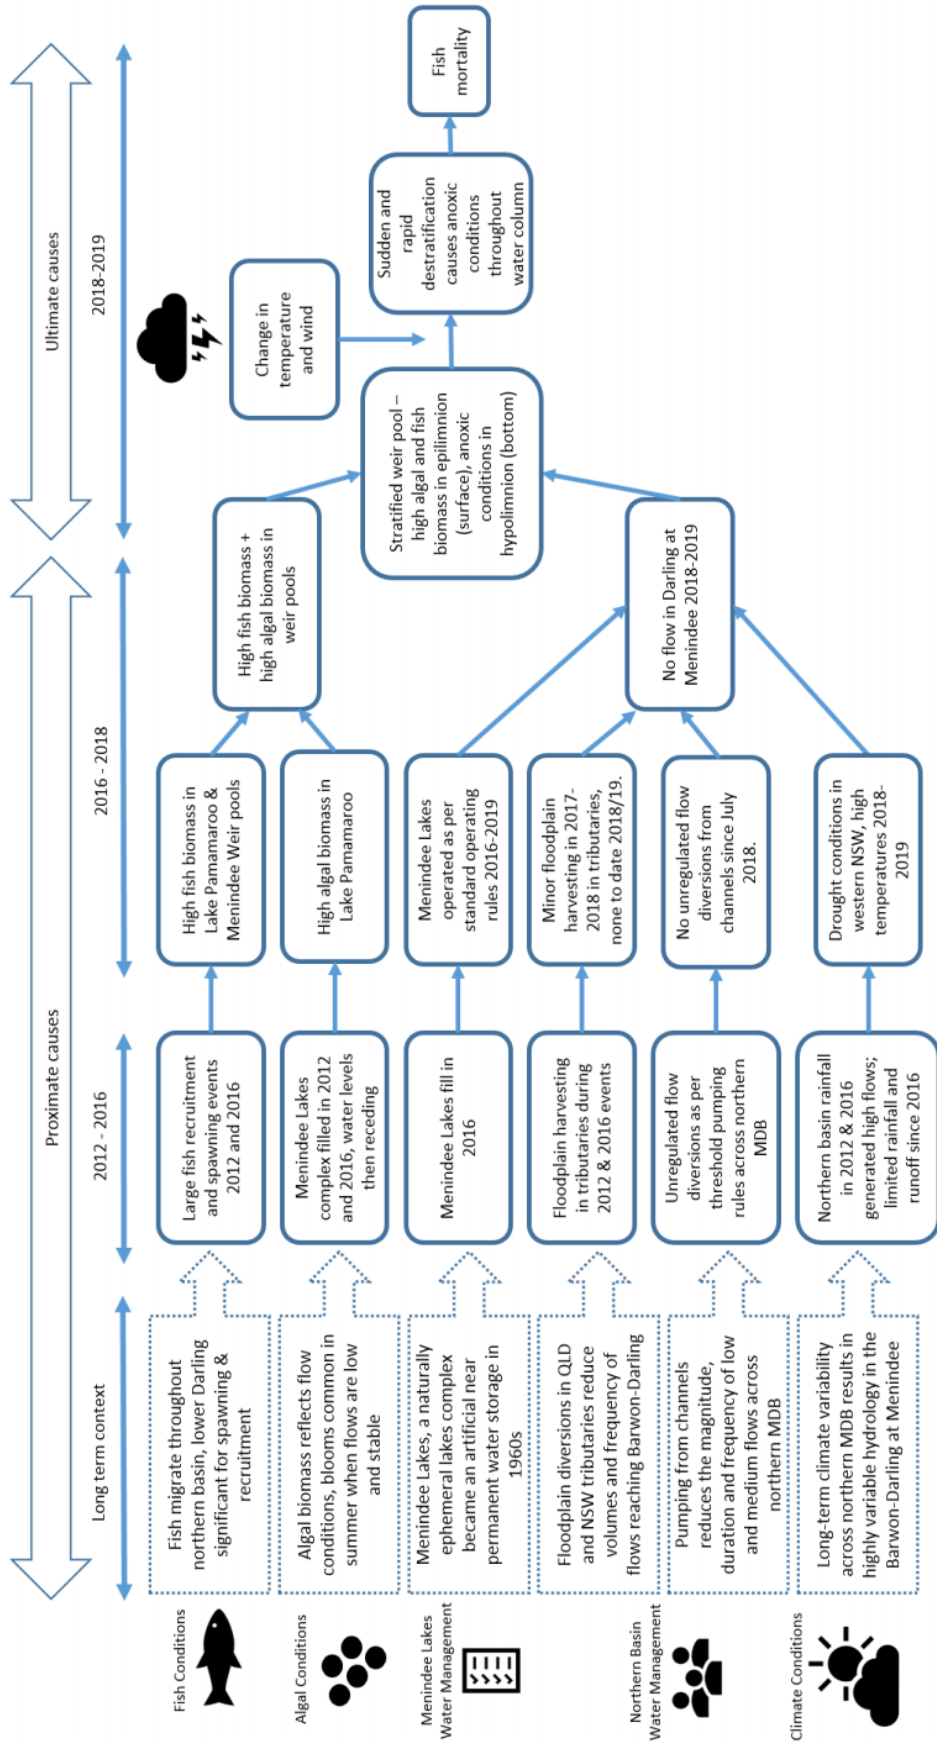 Proximate causes
Ultimate causes
Long term context
2012 - 2016
2016 - 2018
2018-2019
Fish Conditions
Fish migrate throughout
northern basin, lower Darling
significant for spawning &
recruitment
Large fish recruitment
and spawning events
2012 and 2016
High fish biomass in
Lake Pamamaroo &
Menindee Weir pools
Algal Conditions
Algal biomass reflects flow
conditions, blooms common in
summer when flows are low
and stable
Menindee Lakes
complex filled in 2012
and 2016, water levels
then receding
High algal biomass in
Lake Pamamaroo
High fish biomass +
high algal biomass in
weir pools
Menindee Lakes
Water Management
Menindee Lakes, a naturally
ephemeral lakes complex
became an artificial near
permanent water storage in
1960s
Menindee Lakes fill in
2016
Menindee Lakes
operated as per
standard operating
rules 2016-2019
Northern Basin
Water Management
Floodplain diversions in QLD
and NSW tributaries reduce
volumes and frequency of
flows reaching Barwon-Darling
Floodplain harvesting
in tributaries during
2012 & 2016 events
Minor floodplain
harvesting in 2017-
2018 in tributaries,
none to date 2018/19.
Pumping from channels
reduces the magnitude,
duration and frequency of low
and medium flows across
northern MDB
Unregulated flow
diversions as per
threshold pumping
rules across northern
MDB
No unregulated flow
diversions from
channels since July
2018.
Climate Conditions
Long-term climate variability
across northern MDB results in
highly variable hydrology in the
Barwon-Darling at Menindee
Northern basin rainfall
in 2012 & 2016
generated high flows;
limited rainfall and
runoff since 2016
Drought conditions in
western NSW, high
temperatures 2018-
2019
No flow in Darling at
Menindee 2018-2019
Stratified weir pool –
high algal and fish
biomass in epilimnion
(surface), anoxic
conditions in
hypolimnion (bottom)
Change in
temperature
and wind
Sudden and
rapid
destratification
causes anoxic
conditions
throughout
water column
Fish
mortality